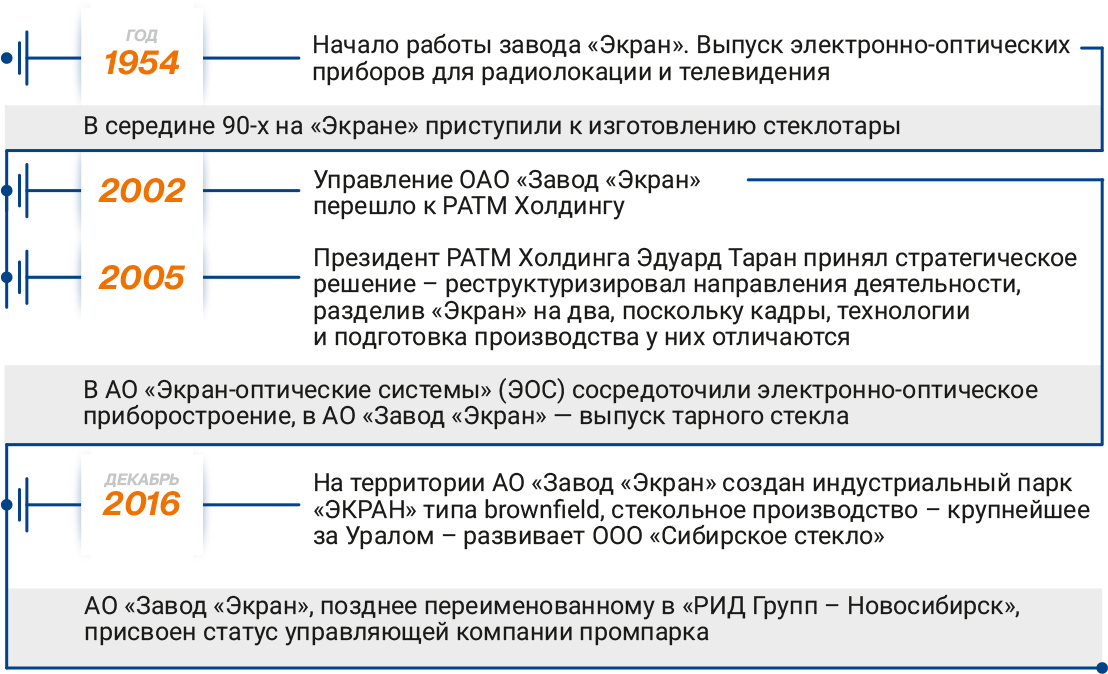 ГОД
1954
Начало работы завода «Экран». Выпуск электронно-оптических
приборов для радиолокации и телевидения
В середине 90-х на «Экране» приступили к изготовлению стеклотары
2002
Управление ОАО «Завод «Экран»
перешло к РАТМ Холдингу
2005
Президент РАТМ Холдинга Эдуард Таран принял стратегическое
решение – реструктуризировал направления деятельности,
разделив «Экран» на два, поскольку кадры, технологии
и подготовка производства у них отличаются
В АО «Экран-оптические системы» (ЭОС) сосредоточили электронно-оптическое
приборостроение, в АО «Завод «Экран» — выпуск тарного стекла
ДЕКАБРЬ
2016
На территории АО «Завод «Экран» создан индустриальный парк
«ЭКРАН» типа brownfield, стекольное производство – крупнейшее
за Уралом – развивает ООО «Сибирское стекло»
АО «Завод «Экран», позднее переименованному в «РИД Групп – Новосибирск»,
присвоен статус управляющей компании промпарка